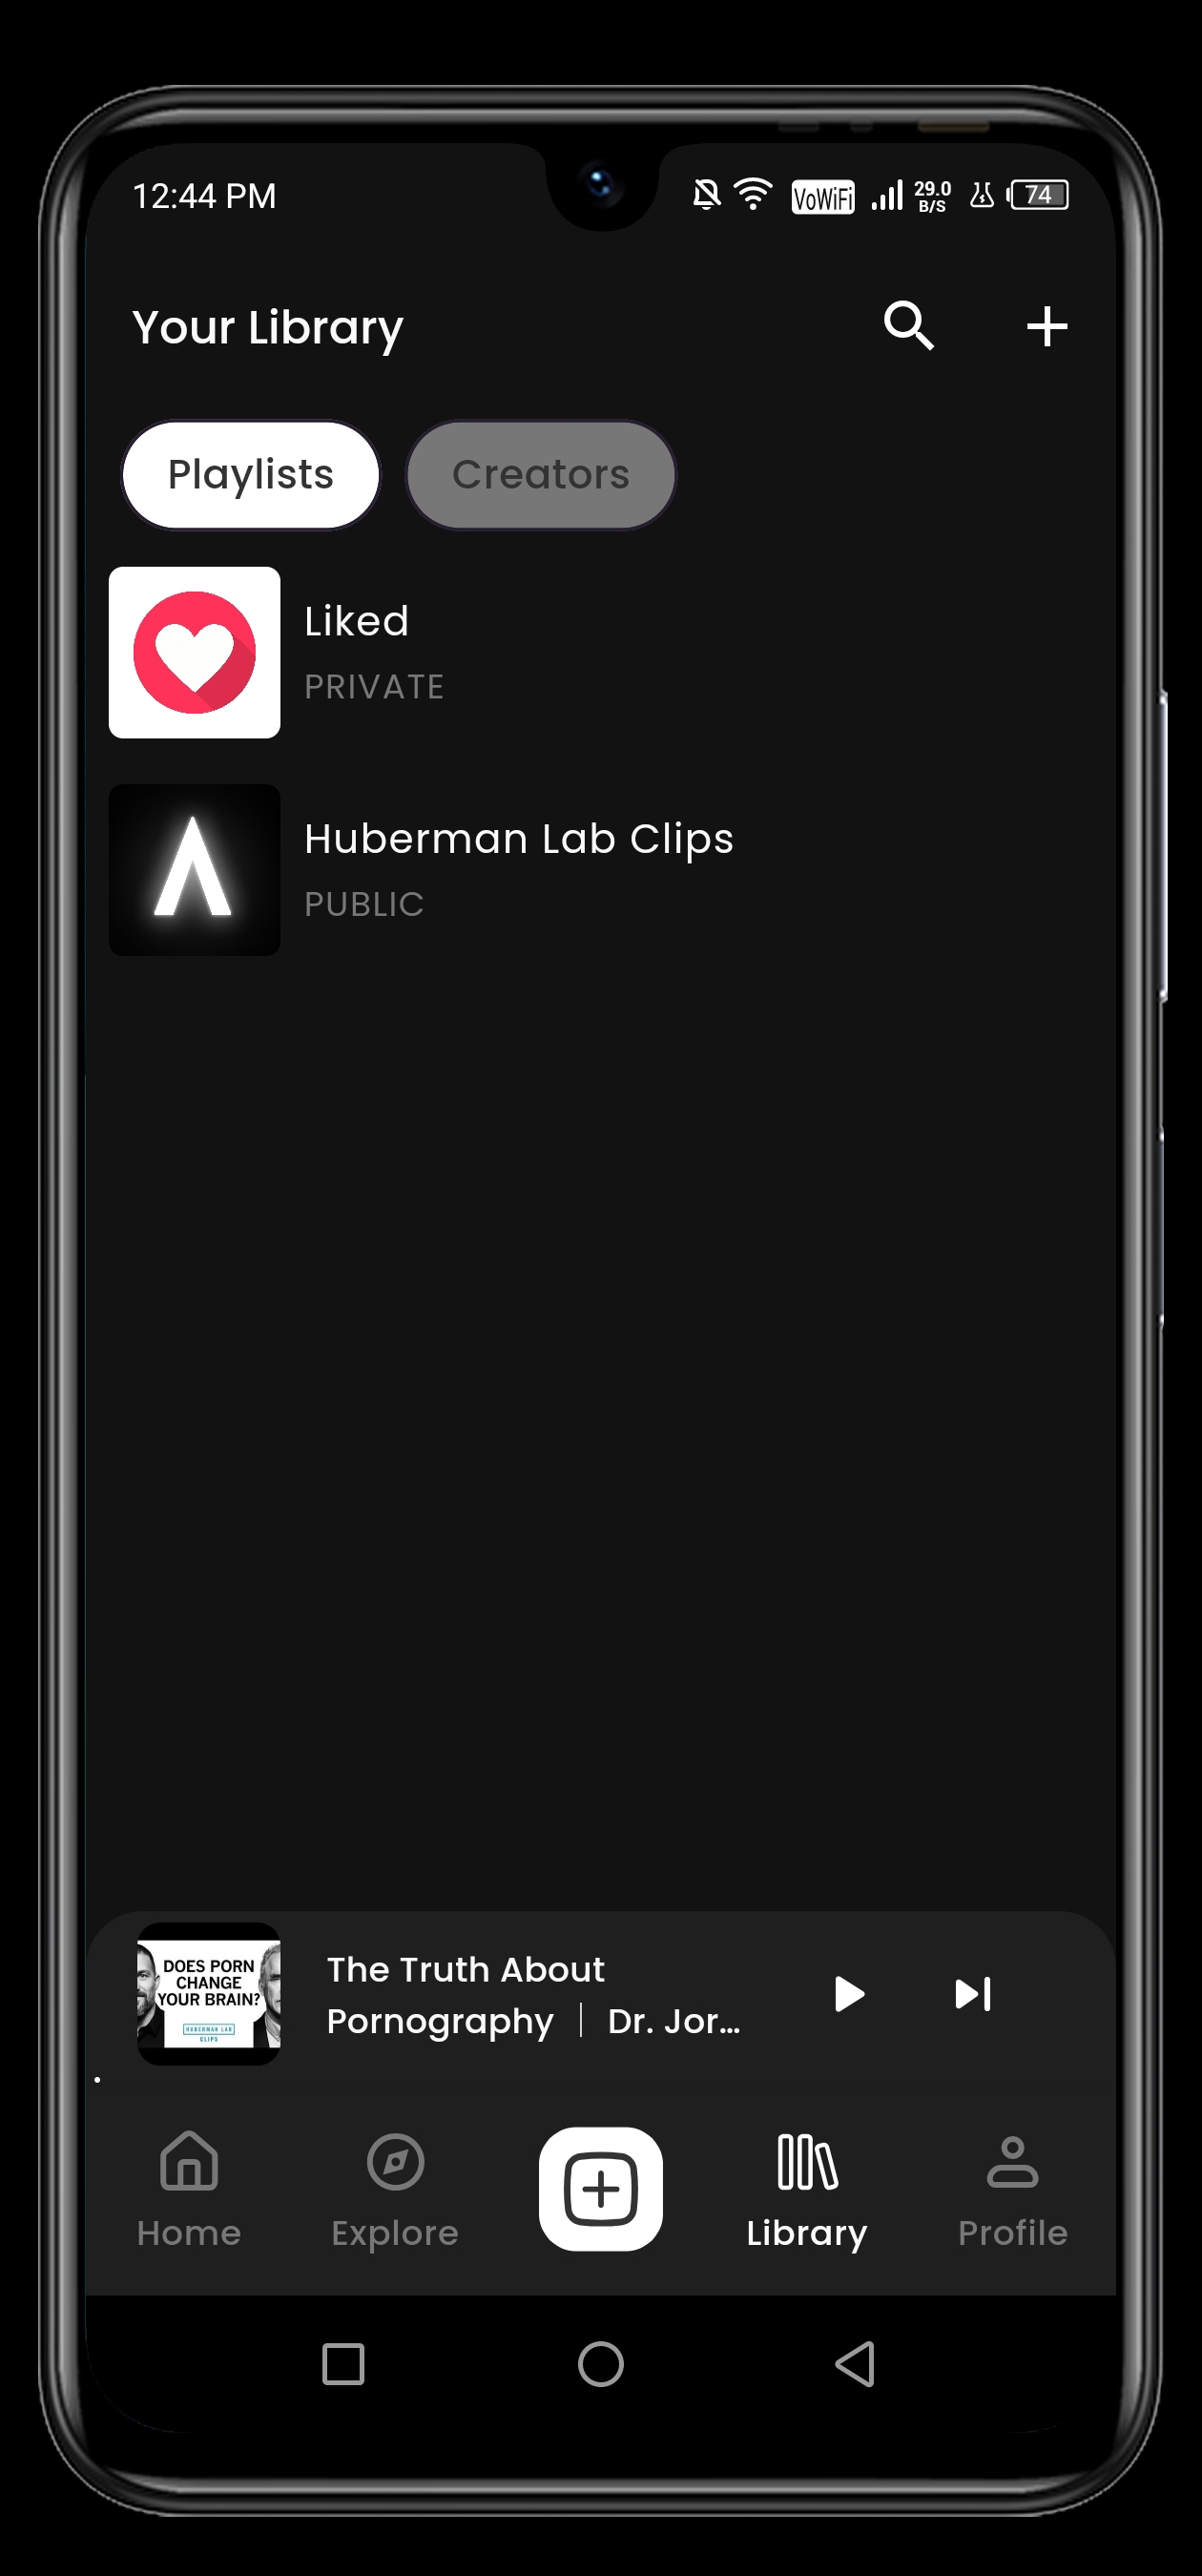 12:44 PM
VoWiFi
29.0
B/S
74
Your Library
Playlists
Creators
Liked
PRIVATE
Huberman Lab Clips
PUBLIC
DOES PORN
CHANGE
YOUR BRAIN?
HUBERMAN LAB
CLIPS
The Truth About
Pornography | Dr. Jor...
Home
Explore
Library
Profile